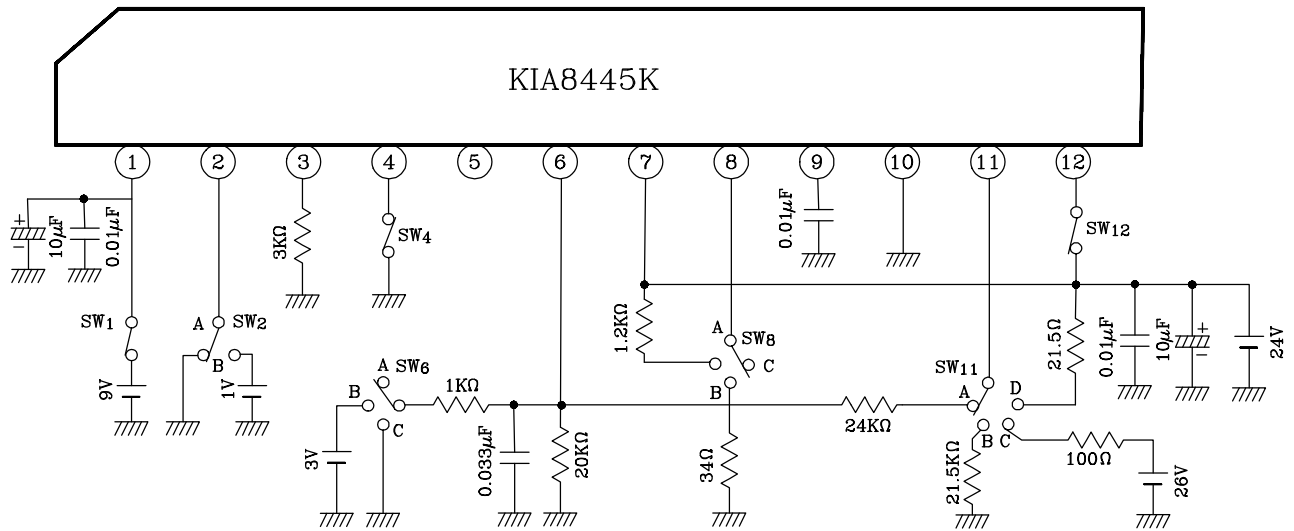 KIA8445K
1 2 3 4 5 6 7 8 9 10 11 12
+
−
10μF
0.01μF
3KΩ
SW4
0.01μF
SW12
SW1
A SW2
B
9V
1V
1.2KΩ
A SW8
C
B
21.5Ω
0.01μF
10μF
+
−
24V
A SW6
B
C
1KΩ
SW11
A
D
B C
24KΩ
3V
0.033μF
20KΩ
34Ω
21.5KΩ
100Ω
26V